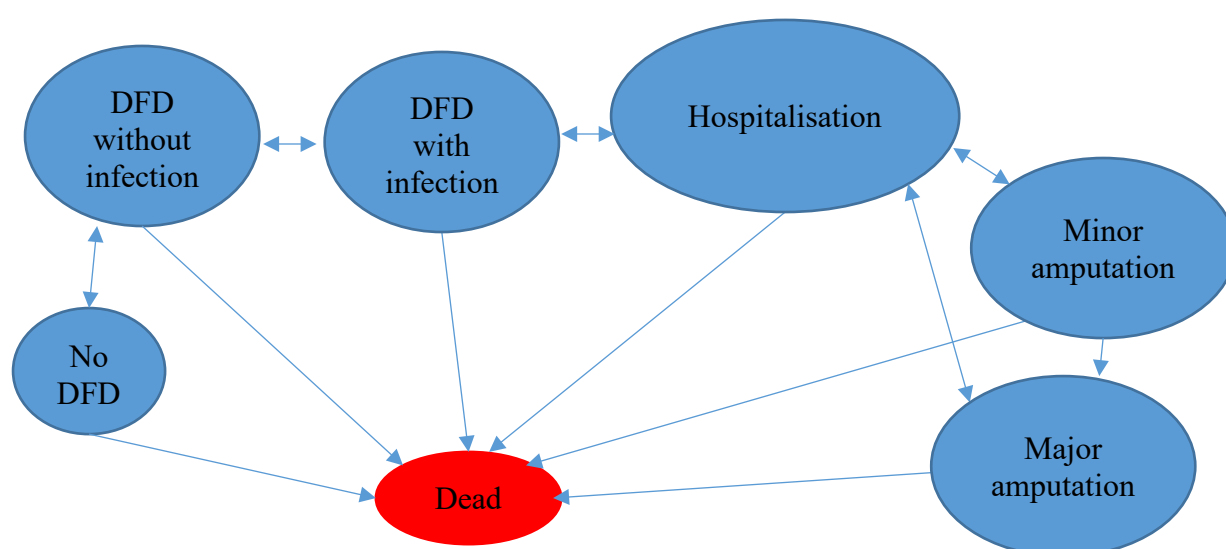 DFD
without
infection
DFD
with
infection
Hospitalisation
Minor
amputation
No
DFD
Major
amputation
Dead